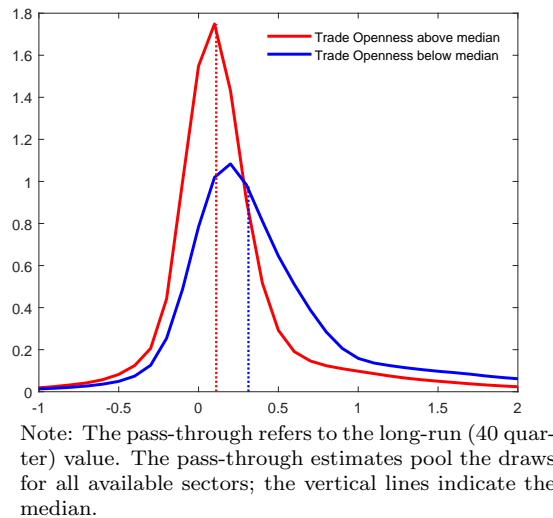 1.8
Trade Openness above median
Trade Openness below median
1.6
1.4
1.2
1
0.8
0.6
0.4
0.2
0
-1 -0.5 0 0.5 1 1.5 2
Note: The pass-through refers to the long-run (40 quar-
ter) value. The pass-through estimates pool the draws
for all available sectors; the vertical lines indicate the
median.